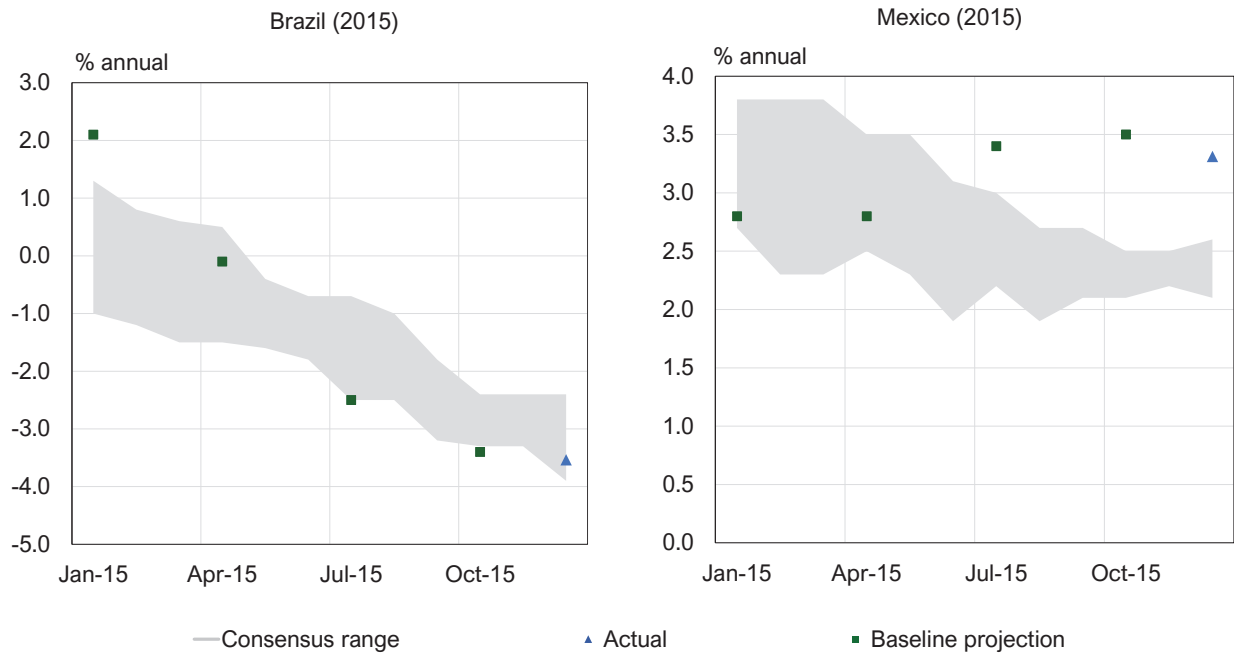 Brazil (2015)
% annual
3.0
2.0
1.0
0.0
-1.0
-2.0
-3.0
-4.0
-5.0
Jan-15 Apr-15 Jul-15 Oct-15
Mexico (2015)
% annual
4.0
3.5
3.0
2.5
2.0
1.5
1.0
0.5
0.0
Jan-15 Apr-15 Jul-15 Oct-15
Consensus range Actual Baseline projection